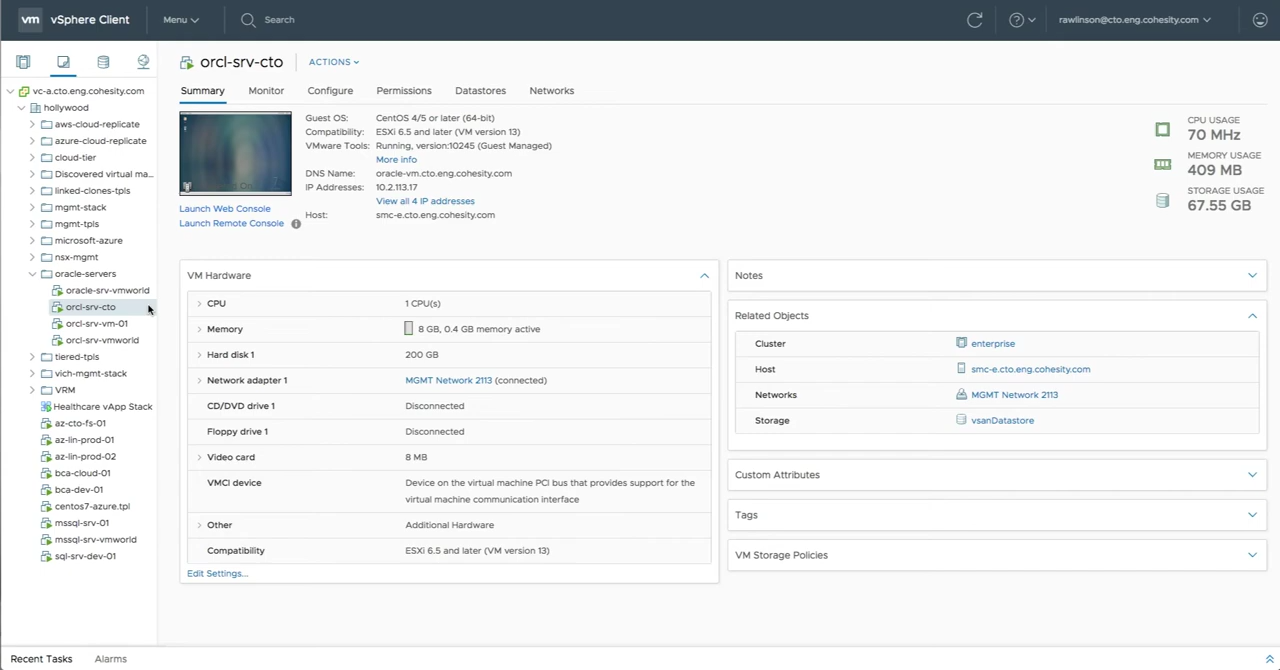 vm vSphere Client Menu Search rawlinson@cto.eng.cohesity.com
vc-a.cto.eng.cohesity.com
hollywood
aws-cloud-replicate
azure-cloud-replicate
cloud-tier
Discovered virtual ma...
linked-clones-tpls
mgmt-stack
mgmt-tpls
microsoft-azure
nsx-mgmt
oracle-servers
oracle-srv-vmworld
orcl-srv-cto
orcl-srv-vm-01
orcl-srv-vmworld
tiered-tpls
vich-mgmt-stack
VRM
Healthcare vApp Stack
az-cto-fs-01
az-lin-prod-01
az-lin-prod-02
bca-cloud-01
bca-dev-01
centos7-azure.tpl
mssql-srv-01
mssql-srv-vmworld
sql-srv-dev-01
orcl-srv-cto ACTIONS
Summary Monitor Configure Permissions Datastores Networks
Guest OS: CentOS 4/5 or later (64-bit)
Compatibility: ESXi 6.5 and later (VM version 13)
VMware Tools: Running, version:10245 (Guest Managed)
More info
DNS Name: oracle-vm.cto.eng.cohesity.com
IP Addresses: 10.2.113.17
View all 4 IP addresses
Host: smc-e.cto.eng.cohesity.com
Launch Web Console
Launch Remote Console
CPU USAGE
70 MHz
MEMORY USAGE
409 MB
STORAGE USAGE
67.55 GB
VM Hardware
CPU 1 CPU(s)
Memory 8 GB, 0.4 GB memory active
Hard disk 1 200 GB
Network adapter 1 MGMT Network 2113 (connected)
CD/DVD drive 1 Disconnected
Floppy drive 1 Disconnected
Video card 8 MB
VMCI device Device on the virtual machine PCI bus that provides support for the
virtual machine communication interface
Other Additional Hardware
Compatibility ESXi 6.5 and later (VM version 13)
Edit Settings...
Notes
Related Objects
Cluster enterprise
Host smc-e.cto.eng.cohesity.com
Networks MGMT Network 2113
Storage vsanDatastore
Custom Attributes
Tags
VM Storage Policies
Recent Tasks Alarms